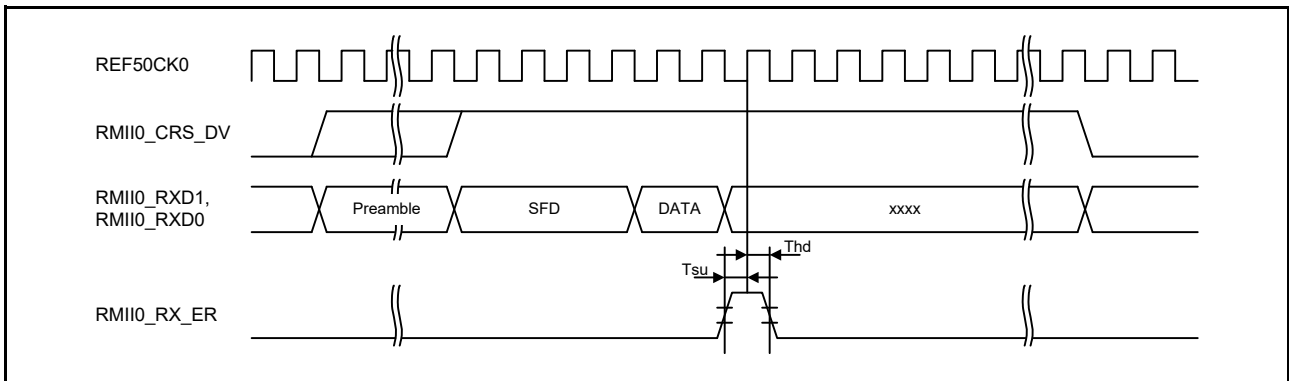 REF50CK0
RMII0_CRS_DV
RMII0_RXD1,
RMII0_RXD0
Preamble
SFD
DATA
xxxx
Thd
Tsu
RMII0_RX_ER